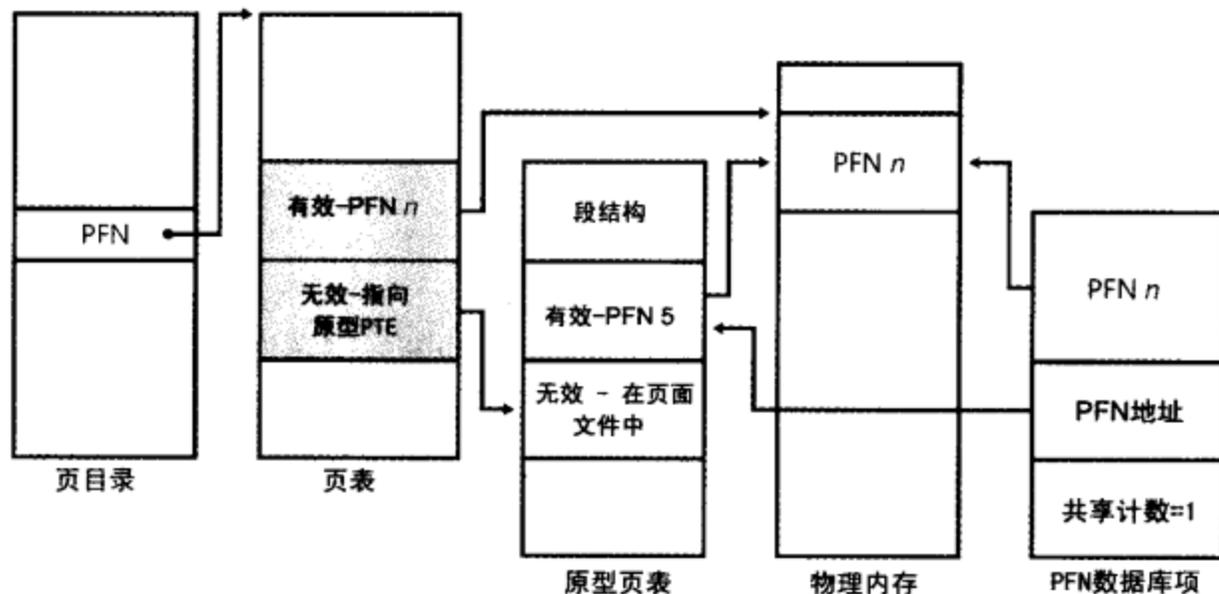 PFN
页目录
有效-PFN n
无效-指向
原型PTE
页表
段结构
有效-PFN 5
无效 - 在页面
文件中
原型页表
PFN n
物理内存
PFN n
PFN地址
共享计数=1
PFN数据库项